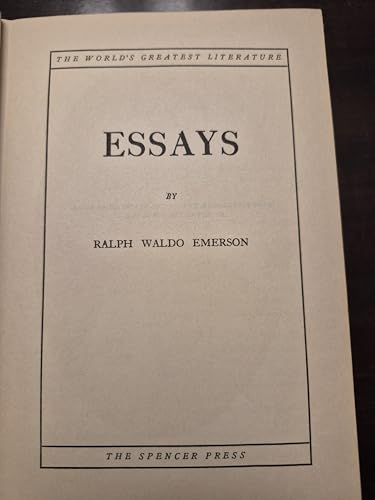 THE WORLD'S GREATEST LITERATURE
ESSAYS
BY
RALPH WALDO EMERSON
THE SPENCER PRESS